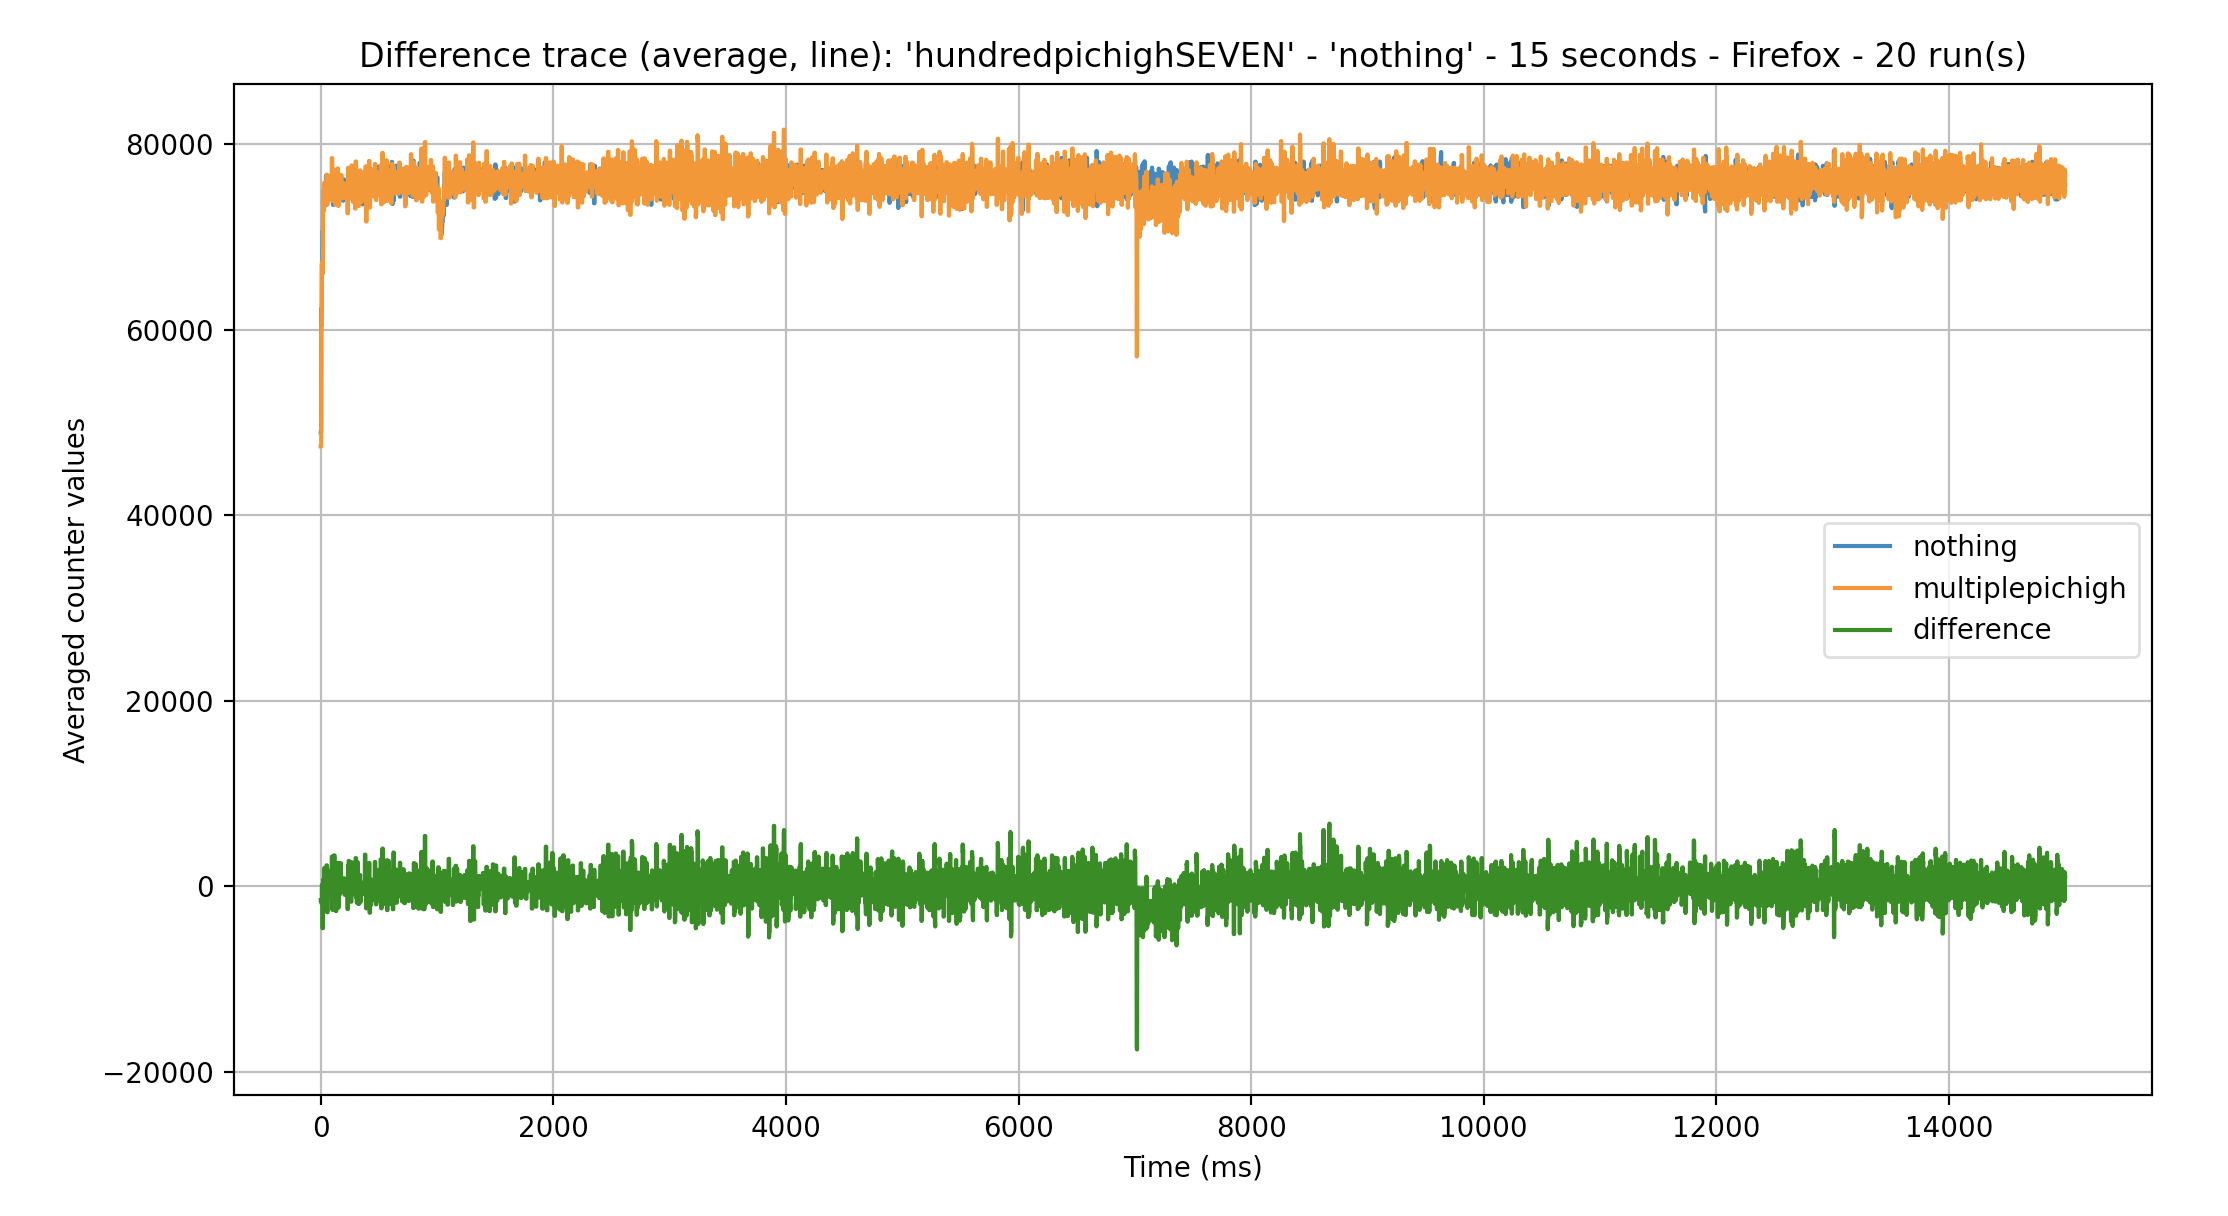 Difference trace (average, line): 'hundredpichighSEVEN' - 'nothing' - 15 seconds - Firefox - 20 run(s)
80000
60000
40000
20000
0
−20000
Averaged counter values
nothing
multiplepichigh
difference
0 2000 4000 6000 8000 10000 12000 14000
Time (ms)